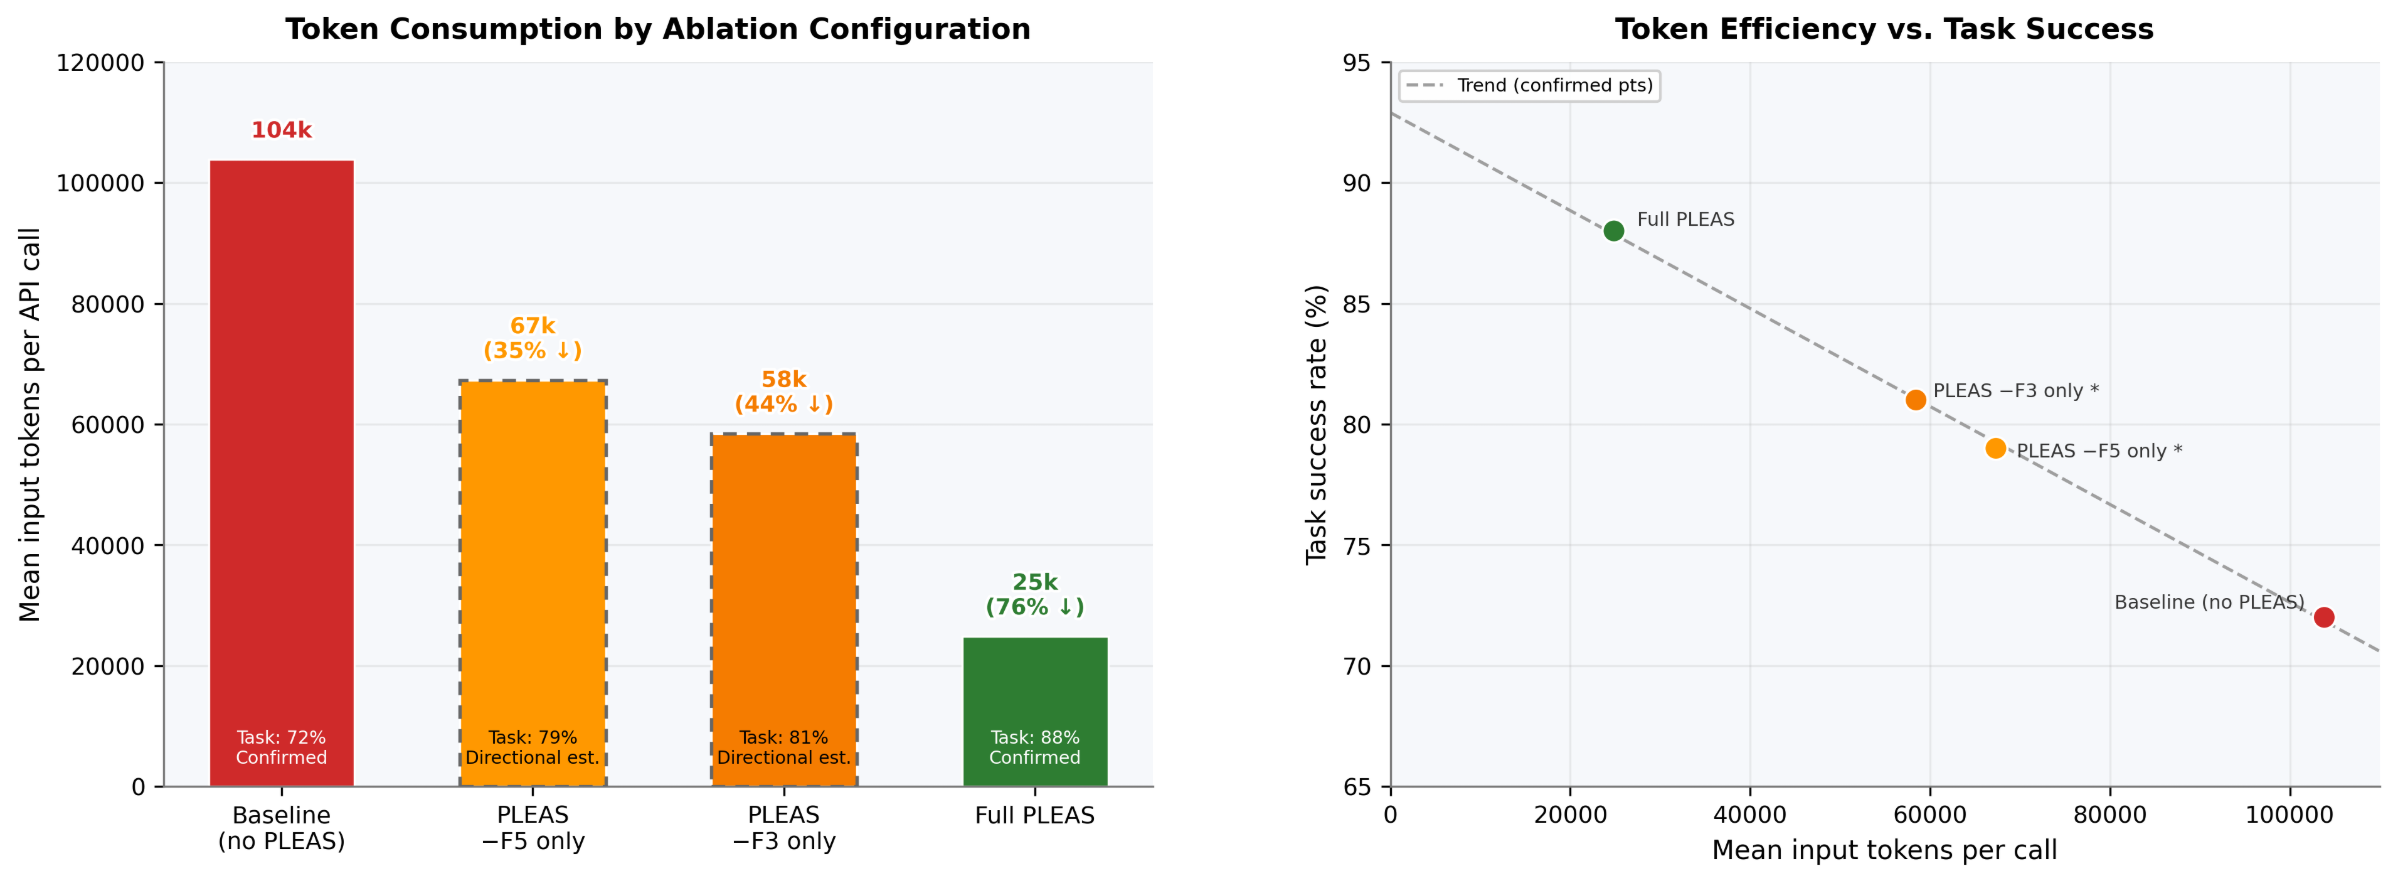 Token Consumption by Ablation Configuration
Mean input tokens per API call
120000
100000
80000
60000
40000
20000
0
104k
67k
(35% ↓)
58k
(44% ↓)
25k
(76% ↓)
Task: 72%
Confirmed
Task: 79%
Directional est.
Task: 81%
Directional est.
Task: 88%
Confirmed
Baseline
(no PLEAS)
PLEAS
−F5 only
PLEAS
−F3 only
Full PLEAS
Token Efficiency vs. Task Success
Task success rate (%)
95
90
85
80
75
70
65
Trend (confirmed pts)
Full PLEAS
PLEAS −F3 only *
PLEAS −F5 only *
Baseline (no PLEAS)
0
20000
40000
60000
80000
100000
Mean input tokens per call